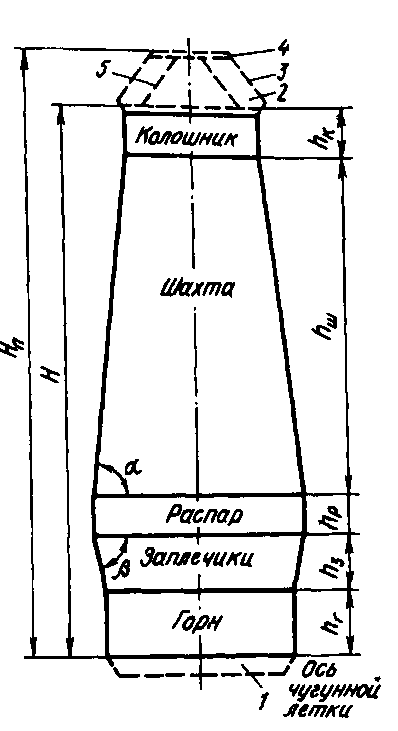 4
5
3
2
Колошник
hк
Шахта
hш
Hп
H
α
Распар
hр
β
Заплечики
hз
Горн
hг
1
Ось
чугунной
летки